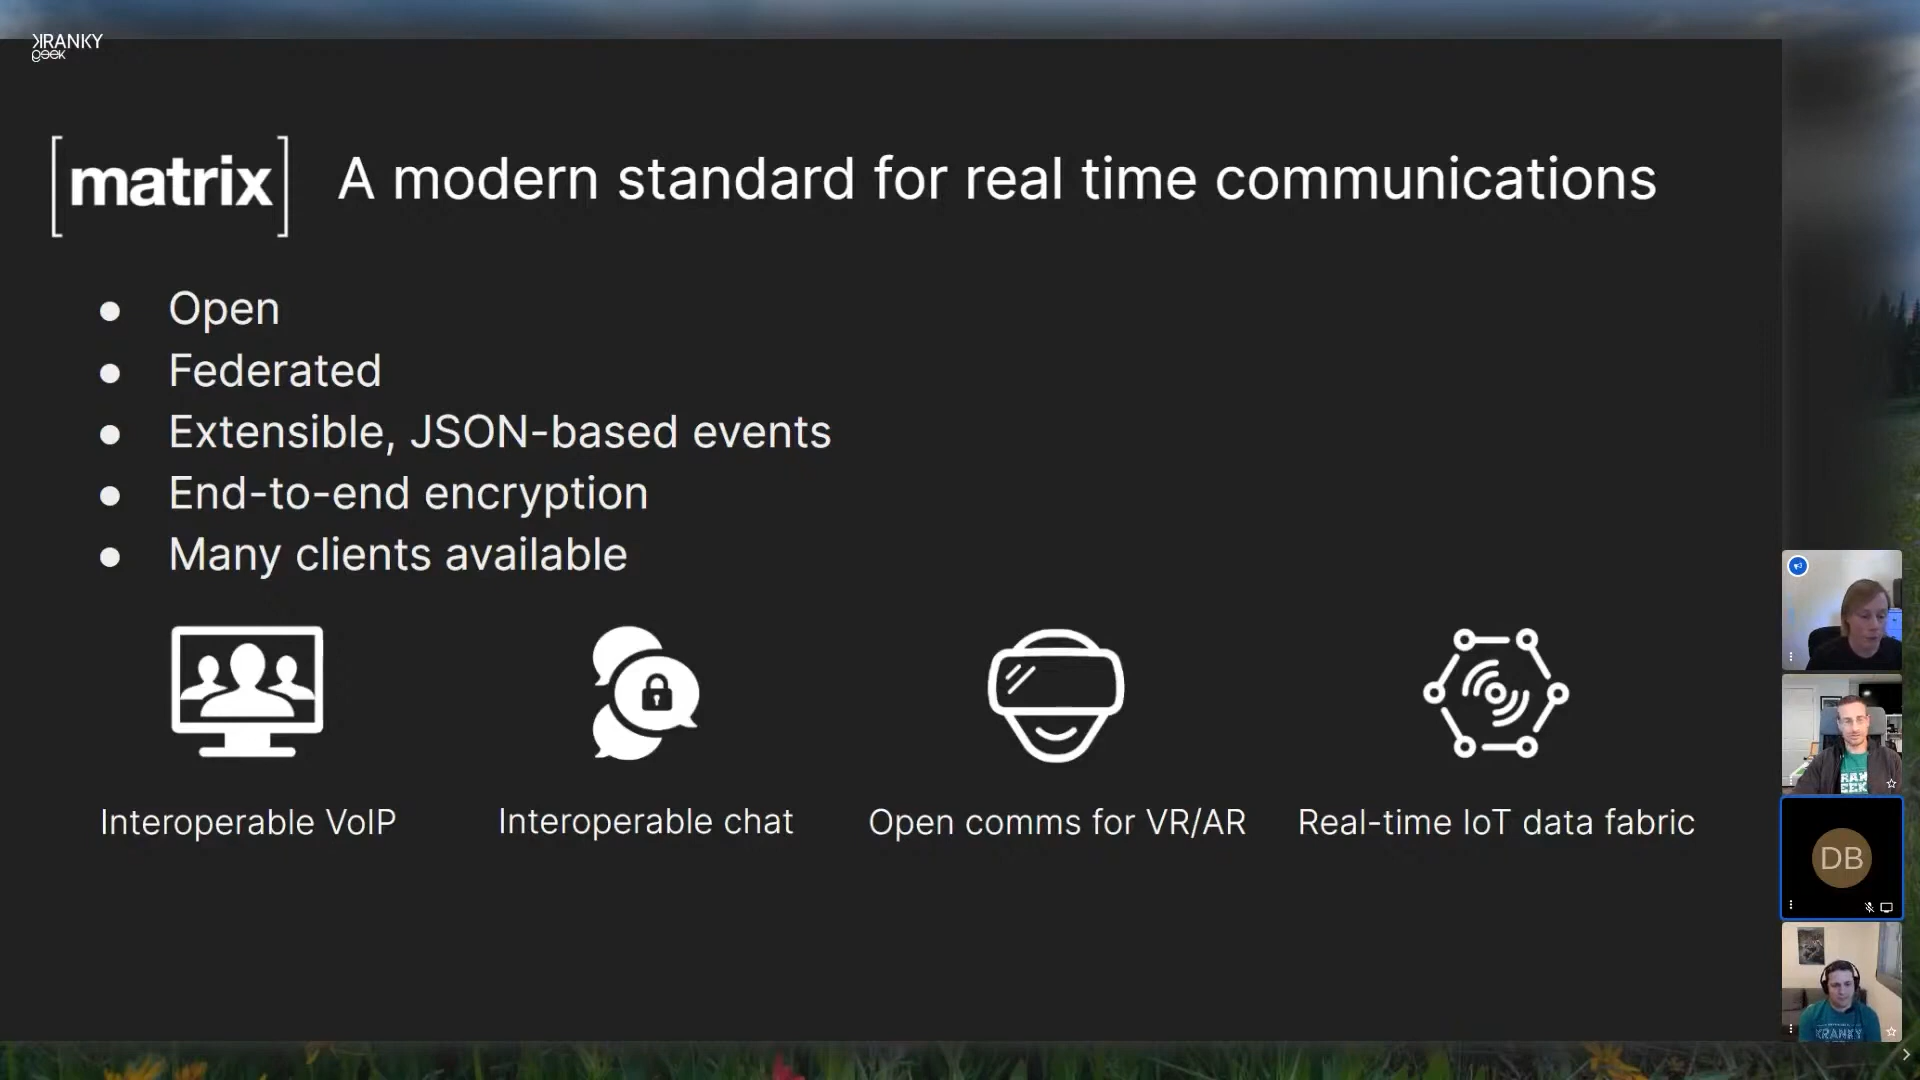 KRANKY
geek
[matrix] A modern standard for real time communications
● Open
● Federated
● Extensible, JSON-based events
● End-to-end encryption
● Many clients available
Interoperable VoIP
Interoperable chat
Open comms for VR/AR
Real-time IoT data fabric
DB
KRANKY